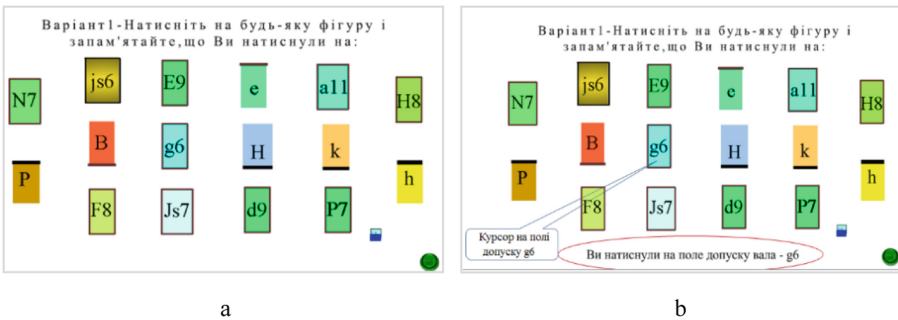 Варіант1-Натисніть на будь-яку фігуру і
запам'ятайте,що Ви натиснули на:
N7
js6
E9
e
a11
H8
P
B
g6
H
k
h
F8
Js7
d9
P7
a
Варіант1-Натисніть на будь-яку фігуру і
запам'ятайте,що Ви натиснули на:
N7
js6
E9
e
a11
H8
P
B
g6
H
k
h
F8
Js7
d9
P7
Курсор на полі
допуску g6
Ви натиснули на поле допуску вала - g6
b